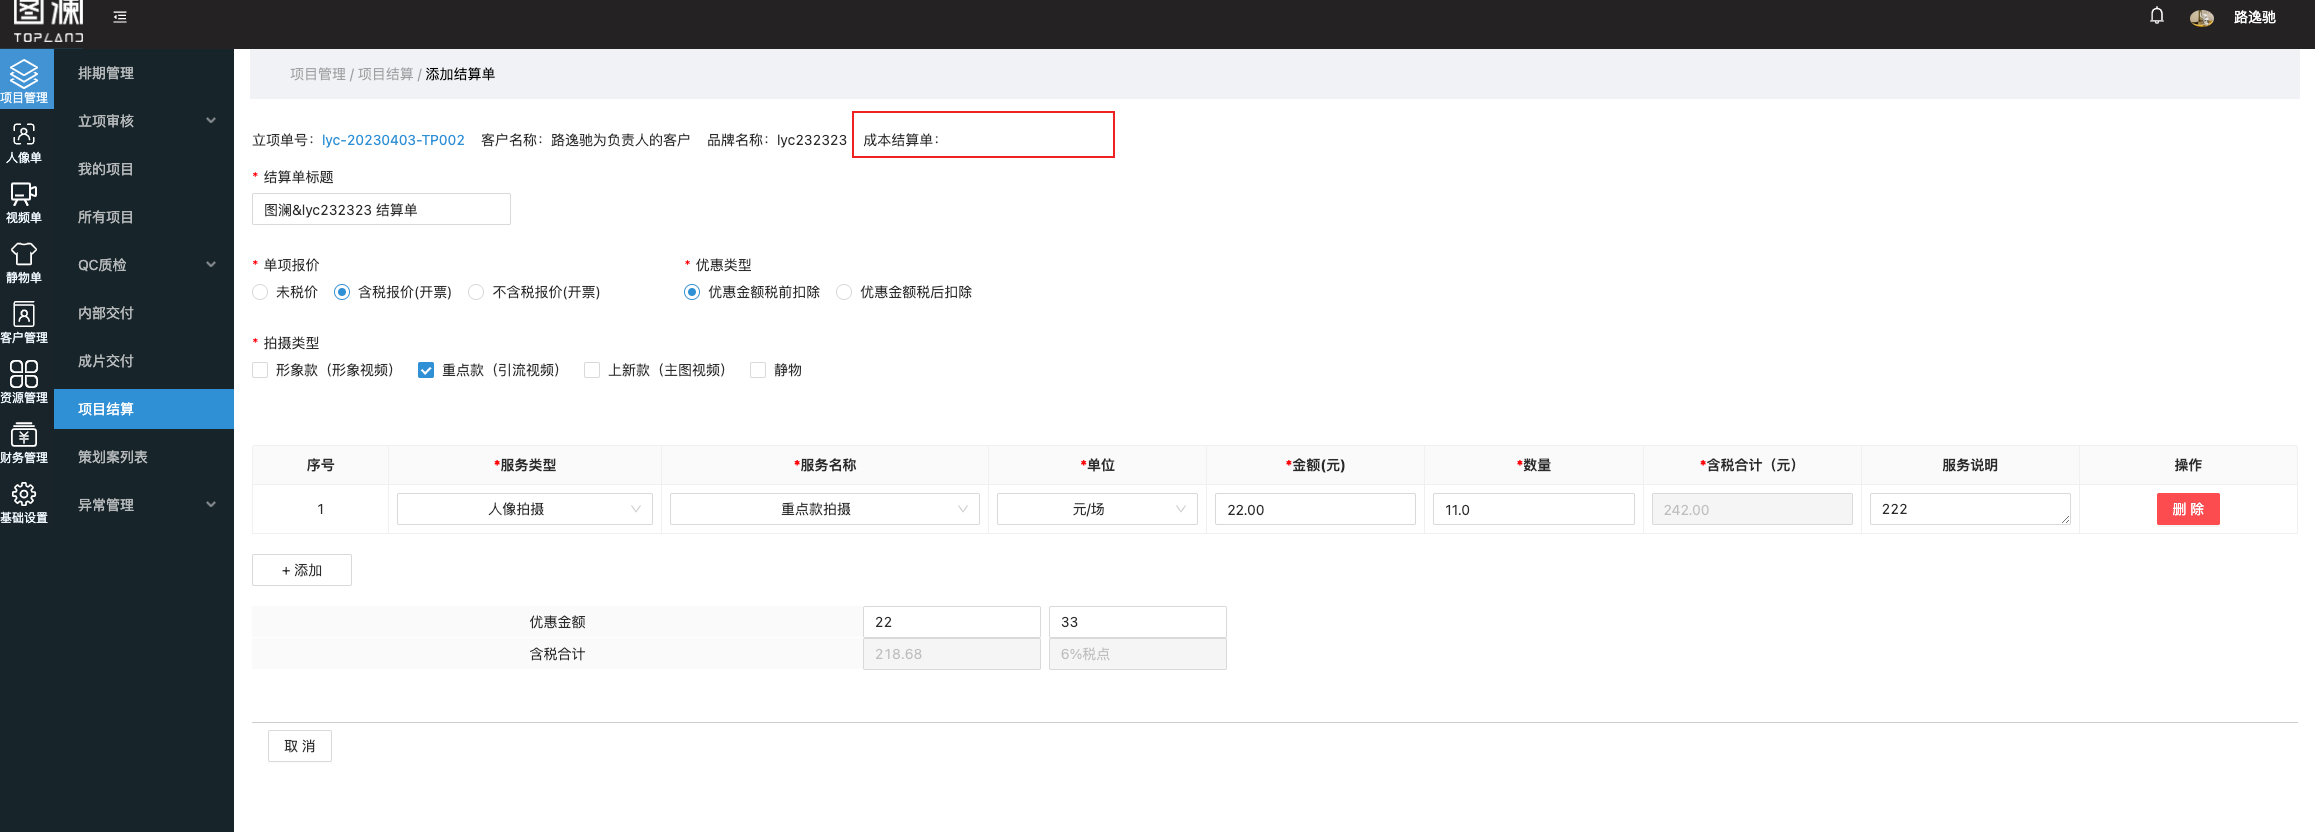 图澜
TOPLAND
路逸驰
项目管理
人像单
视频单
静物单
客户管理
资源管理
财务管理
基础设置
排期管理
立项审核
我的项目
所有项目
QC质检
内部交付
成片交付
项目结算
策划案列表
异常管理
项目管理 / 项目结算 / 添加结算单
立项单号： lyc-20230403-TP002 客户名称： 路逸驰为负责人的客户 品牌名称： lyc232323 成本结算单：
* 结算单标题
图澜&lyc232323 结算单
* 单项报价 * 优惠类型
未税价 含税报价(开票) 不含税报价(开票) 优惠金额税前扣除 优惠金额税后扣除
* 拍摄类型
形象款（形象视频） 重点款（引流视频） 上新款（主图视频） 静物
序号 *服务类型 *服务名称 *单位 *金额(元) *数量 *含税合计（元） 服务说明 操作
1 人像拍摄 重点款拍摄 元/场 22.00 11.0 242.00 222 删 除
+ 添加
优惠金额 22 33
含税合计 218.68 6%税点
取 消